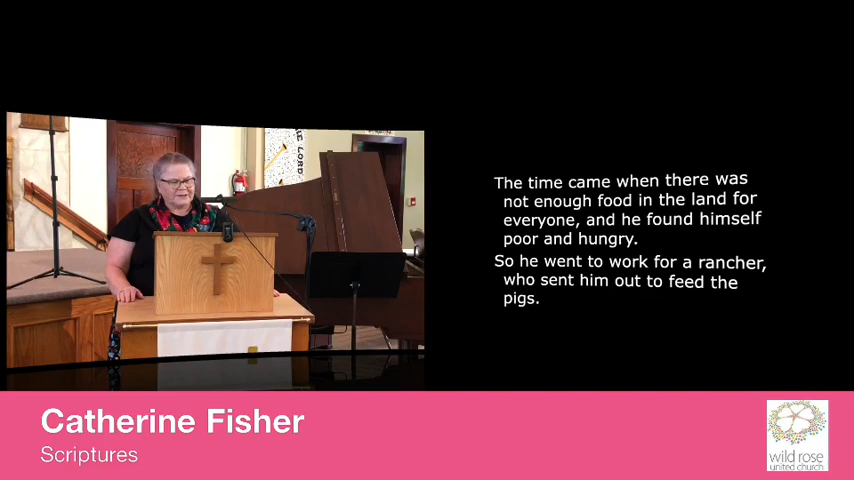 HE LORD
The time came when there was
not enough food in the land for
everyone, and he found himself
poor and hungry.
So he went to work for a rancher,
who sent him out to feed the
pigs.
Catherine Fisher
Scriptures
wild rose
united church